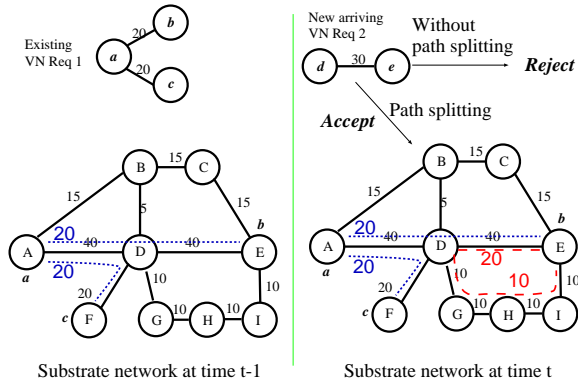 Existing
VN Req 1
a
b
c
20
20
B
C
A
D
E
F
G
H
I
15
15
15
5
40
40
20
20
20
10
10
10
10
a
b
c
Substrate network at time t-1
New arriving
VN Req 2
d
30
e
Without
path splitting
Reject
Accept
Path splitting
B
C
A
D
E
F
G
H
I
15
15
15
5
40
40
20
20
20
20
10
10
10
10
10
a
b
c
Substrate network at time t